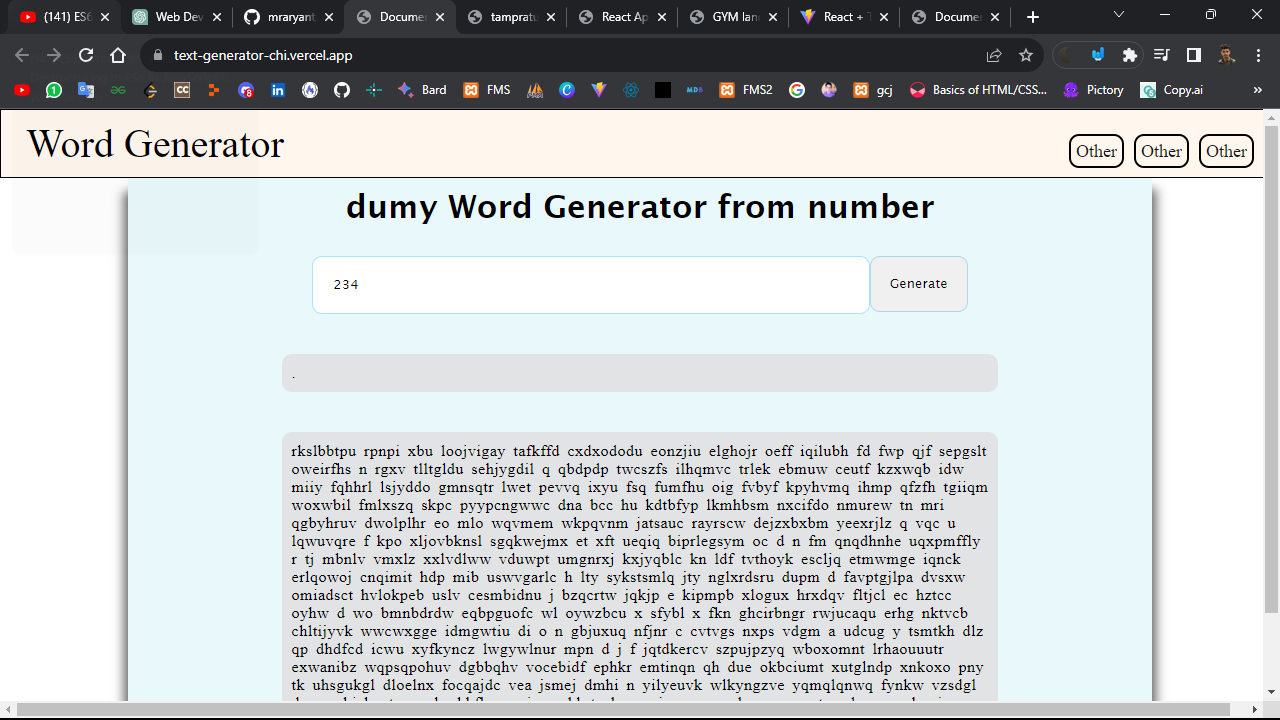 (141) ES6
Web Dev
mraryant
Docume
tampratu
React Ap
GYM lan
React + T
Docume
text-generator-chi.vercel.app
Bard
FMS
FMS2
gcj
Basics of HTML/CSS...
Pictory
Copy.ai
»
Word Generator
Other Other Other
dumy Word Generator from number
234
Generate
.
rkslbbtpu rpnpi xbu loojvigay tafkffd cxdxododu eonzjiu elghojr oeff iqilubh fd fwp qjf sepgslt
oweirfhs n rgxv tlltgldu sehjygdil q qbdpdp twcszfs ilhqmvc trlek ebmuw ceutf kzxwqb idw
miiy fqhhrl lsjyddo gmnsqtr lwet pevvq ixyu fsq fumfhu oig fvbyf kpyhvmq ihmp qfzfh tgiiqm
woxwbil fmlxszq skpc pyypcngwwc dna bcc hu kdtbfyp lkmhbsm nxcifdo nmurew tn mri
qgbyhruv dwolplhr eo mlo wqvmem wkpqvnm jatsauc rayrscw dejzxbxbm yeexrjlz q vqc u
lqwuvqre f kpo xljovbknsl sgqkwejmx et xft ueqiq biprlegsym oc d n fm qnqdhnhe uqxpmffly
r tj mbnlv vmxlz xxlvdlww vduwpt umgnrxj kxjyqblc kn ldf tvthoyk escljq etmwmge iqnck
erlqowoj cnqimit hdp mib uswvgarlc h lty sykstsmlq jty nglxrdsru dupm d favptgjlpa dvsxw
omiadsct hvlokpeb uslv cesmbidnu j bzqcrtw jqkjp e kipmpb xlogux hrxdqv fltjcl ec hztcc
oyhw d wo bmnbdrdw eqbpguofc wl oywzbcu x sfybl x fkn ghcirbngr rwjucaqu erhg nktvcb
chltijyvk wwcwxgge idmgwtiu di o n gbjuxuq nfjnr c cvtvgs nxps vdgm a udcug y tsmtkh dlz
qp dhdfcd icwu xyfkyncz lwgywlnur mpn d j f jqtdkercv szpujpzyq wboxomnt lrhaouuutr
exwanibz wqpsqpohuv dgbbqhv vocebidf ephkr emtinqn qh due okbciumt xutglndp xnkoxo pny
tk uhsgukgl dloelnx focqajdc vea jsmej dmhi n yilyeuvk wlkyngzve yqmqlqnwq fynkw vzsdgl